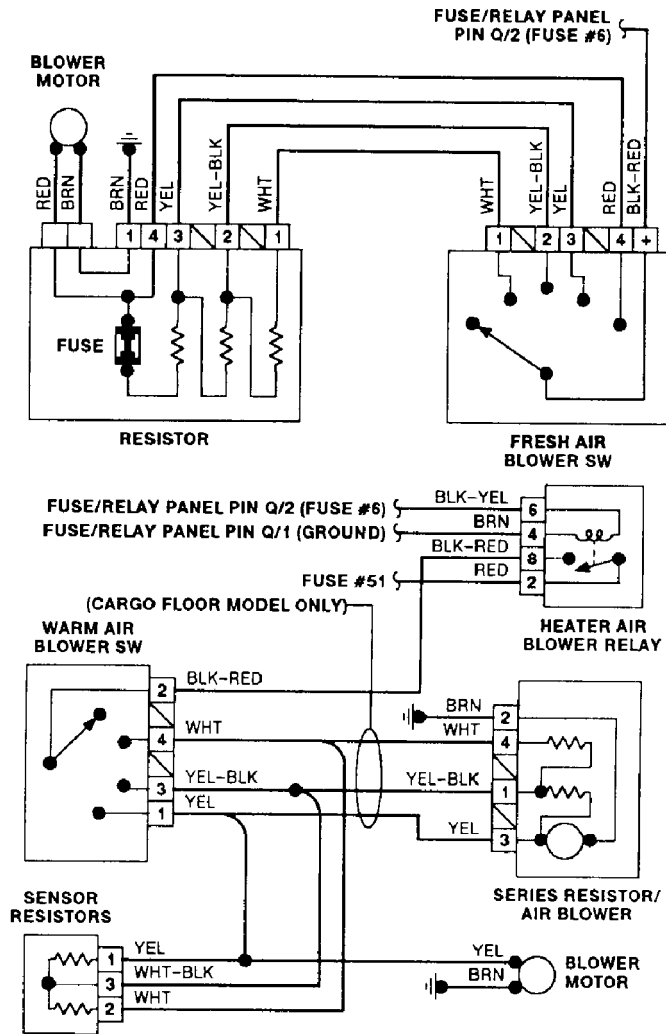 FUSE/RELAY PANEL
PIN Q/2 (FUSE #6)
BLOWER
MOTOR
RED
BRN
BRN
RED
YEL
YEL-BLK
WHT
WHT
YEL-BLK
YEL
RED
BLK-RED
1 4 3 2 1
1 2 3 4 +
FUSE
RESISTOR
FRESH AIR
BLOWER SW
FUSE/RELAY PANEL PIN Q/2 (FUSE #6)
BLK-YEL
6
FUSE/RELAY PANEL PIN Q/1 (GROUND)
BRN
4
BLK-RED
8
FUSE #51
RED
2
HEATER AIR
BLOWER RELAY
(CARGO FLOOR MODEL ONLY)
WARM AIR
BLOWER SW
2
BLK-RED
4
WHT
3
YEL-BLK
1
YEL
BRN
2
WHT
4
YEL-BLK
1
YEL
3
SERIES RESISTOR/
AIR BLOWER
SENSOR
RESISTORS
1
YEL
3
WHT-BLK
2
WHT
YEL
BRN
BLOWER
MOTOR